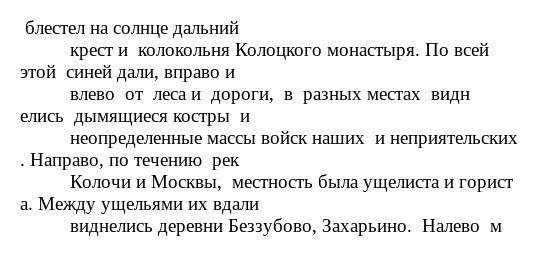 блестел на солнце дальний
крест и колокольня Колоцкого монастыря. По всей
этой синей дали, вправо и
влево от леса и дороги, в разных местах видн
елись дымящиеся костры и
неопределенные массы войск наших и неприятельских
. Направо, по течению рек
Колочи и Москвы, местность была ущелиста и горист
а. Между ущельями их вдали
виднелись деревни Беззубово, Захарьино. Налево м